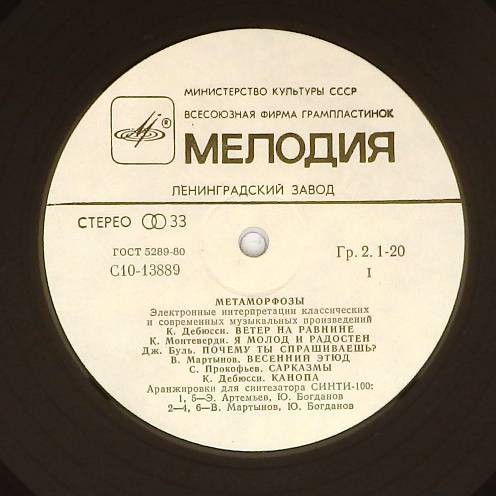 МИНИСТЕРСТВО КУЛЬТУРЫ СССР
ВСЕСОЮЗНАЯ ФИРМА ГРАМПЛАСТИНОК
®
МЕЛОДИЯ
ЛЕНИНГРАДСКИЙ ЗАВОД
СТЕРЕО 33
ГОСТ 5289-80
Гр. 2. 1-20
С10-13889
I
МЕТАМОРФОЗЫ
Электронные интерпретации классических
и современных музыкальных произведений
К. Дебюсси. ВЕТЕР НА РАВНИНЕ
К. Монтеверди. Я МОЛОД И РАДОСТЕН
Дж. Буль. ПОЧЕМУ ТЫ СПРАШИВАЕШЬ?
В. Мартынов. ВЕСЕННИЙ ЭТЮД
С. Прокофьев. САРКАЗМЫ
К. Дебюсси. КАНОПА
Аранжировки для синтезатора СИНТИ-100:
1, 5—Э. Артемьев, Ю. Богданов
2—4, 6—В. Мартынов, Ю. Богданов